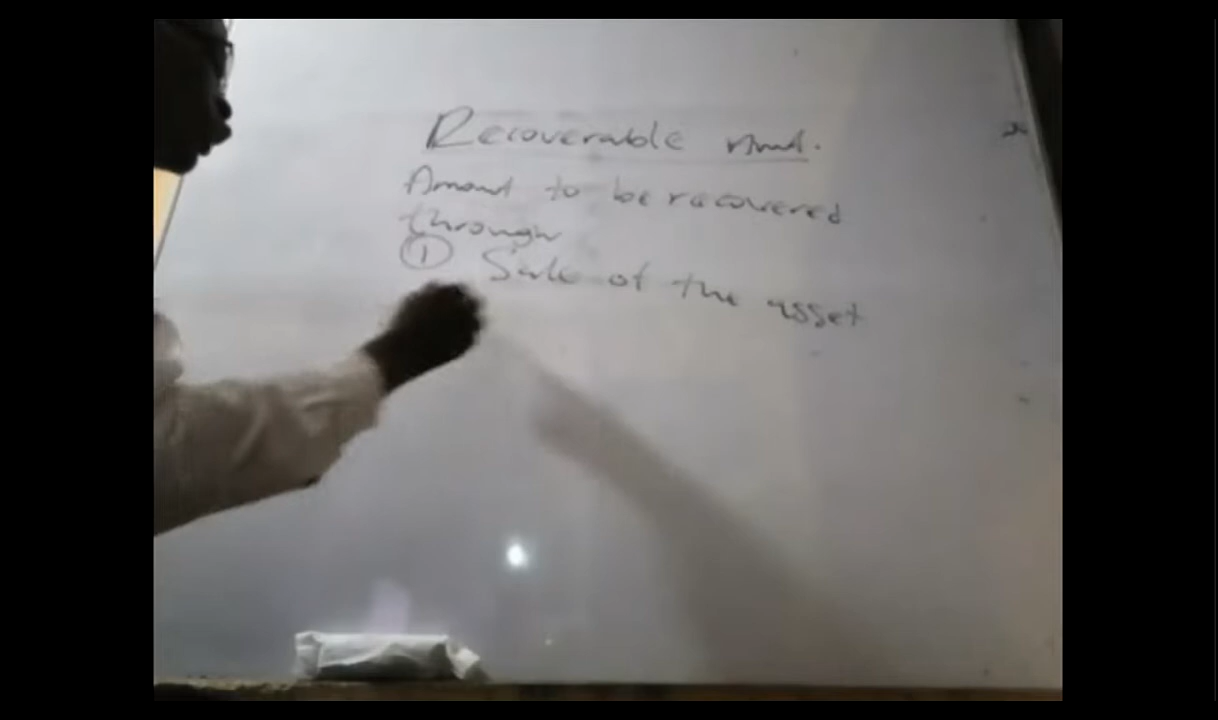 Recoverable Amt.
Amount to be recovered
through
① Sale of the asset